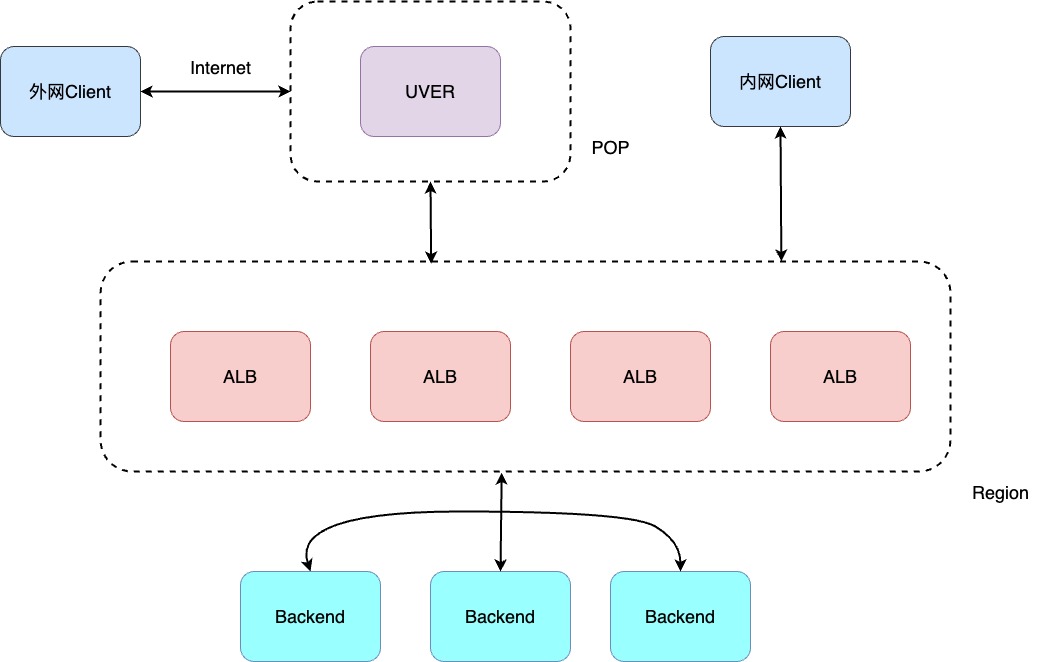 外网Client
Internet
UVER
内网Client
POP
ALB
ALB
ALB
ALB
Region
Backend
Backend
Backend